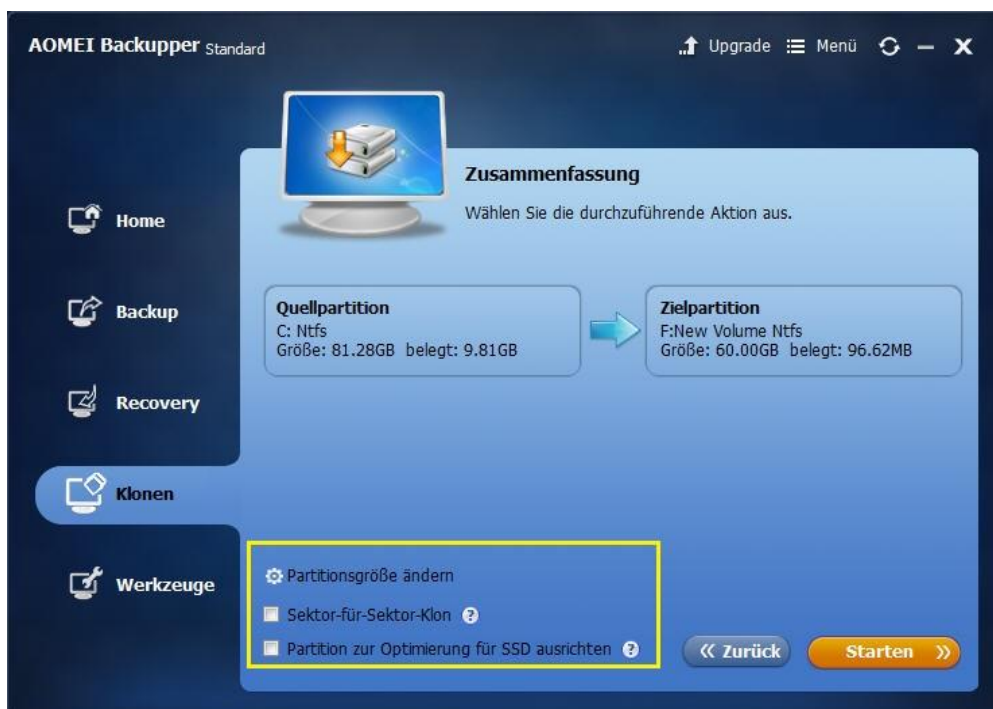 AOMEI Backupper Standard
Upgrade Menü
Zusammenfassung
Wählen Sie die durchzuführende Aktion aus.
Home
Backup
Recovery
Klonen
Werkzeuge
Quellpartition
C: Ntfs
Größe: 81.28GB belegt: 9.81GB
Zielpartition
F:New Volume Ntfs
Größe: 60.00GB belegt: 96.62MB
Partitionsgröße ändern
Sektor-für-Sektor-Klon ?
Partition zur Optimierung für SSD ausrichten ?
Zurück
Starten